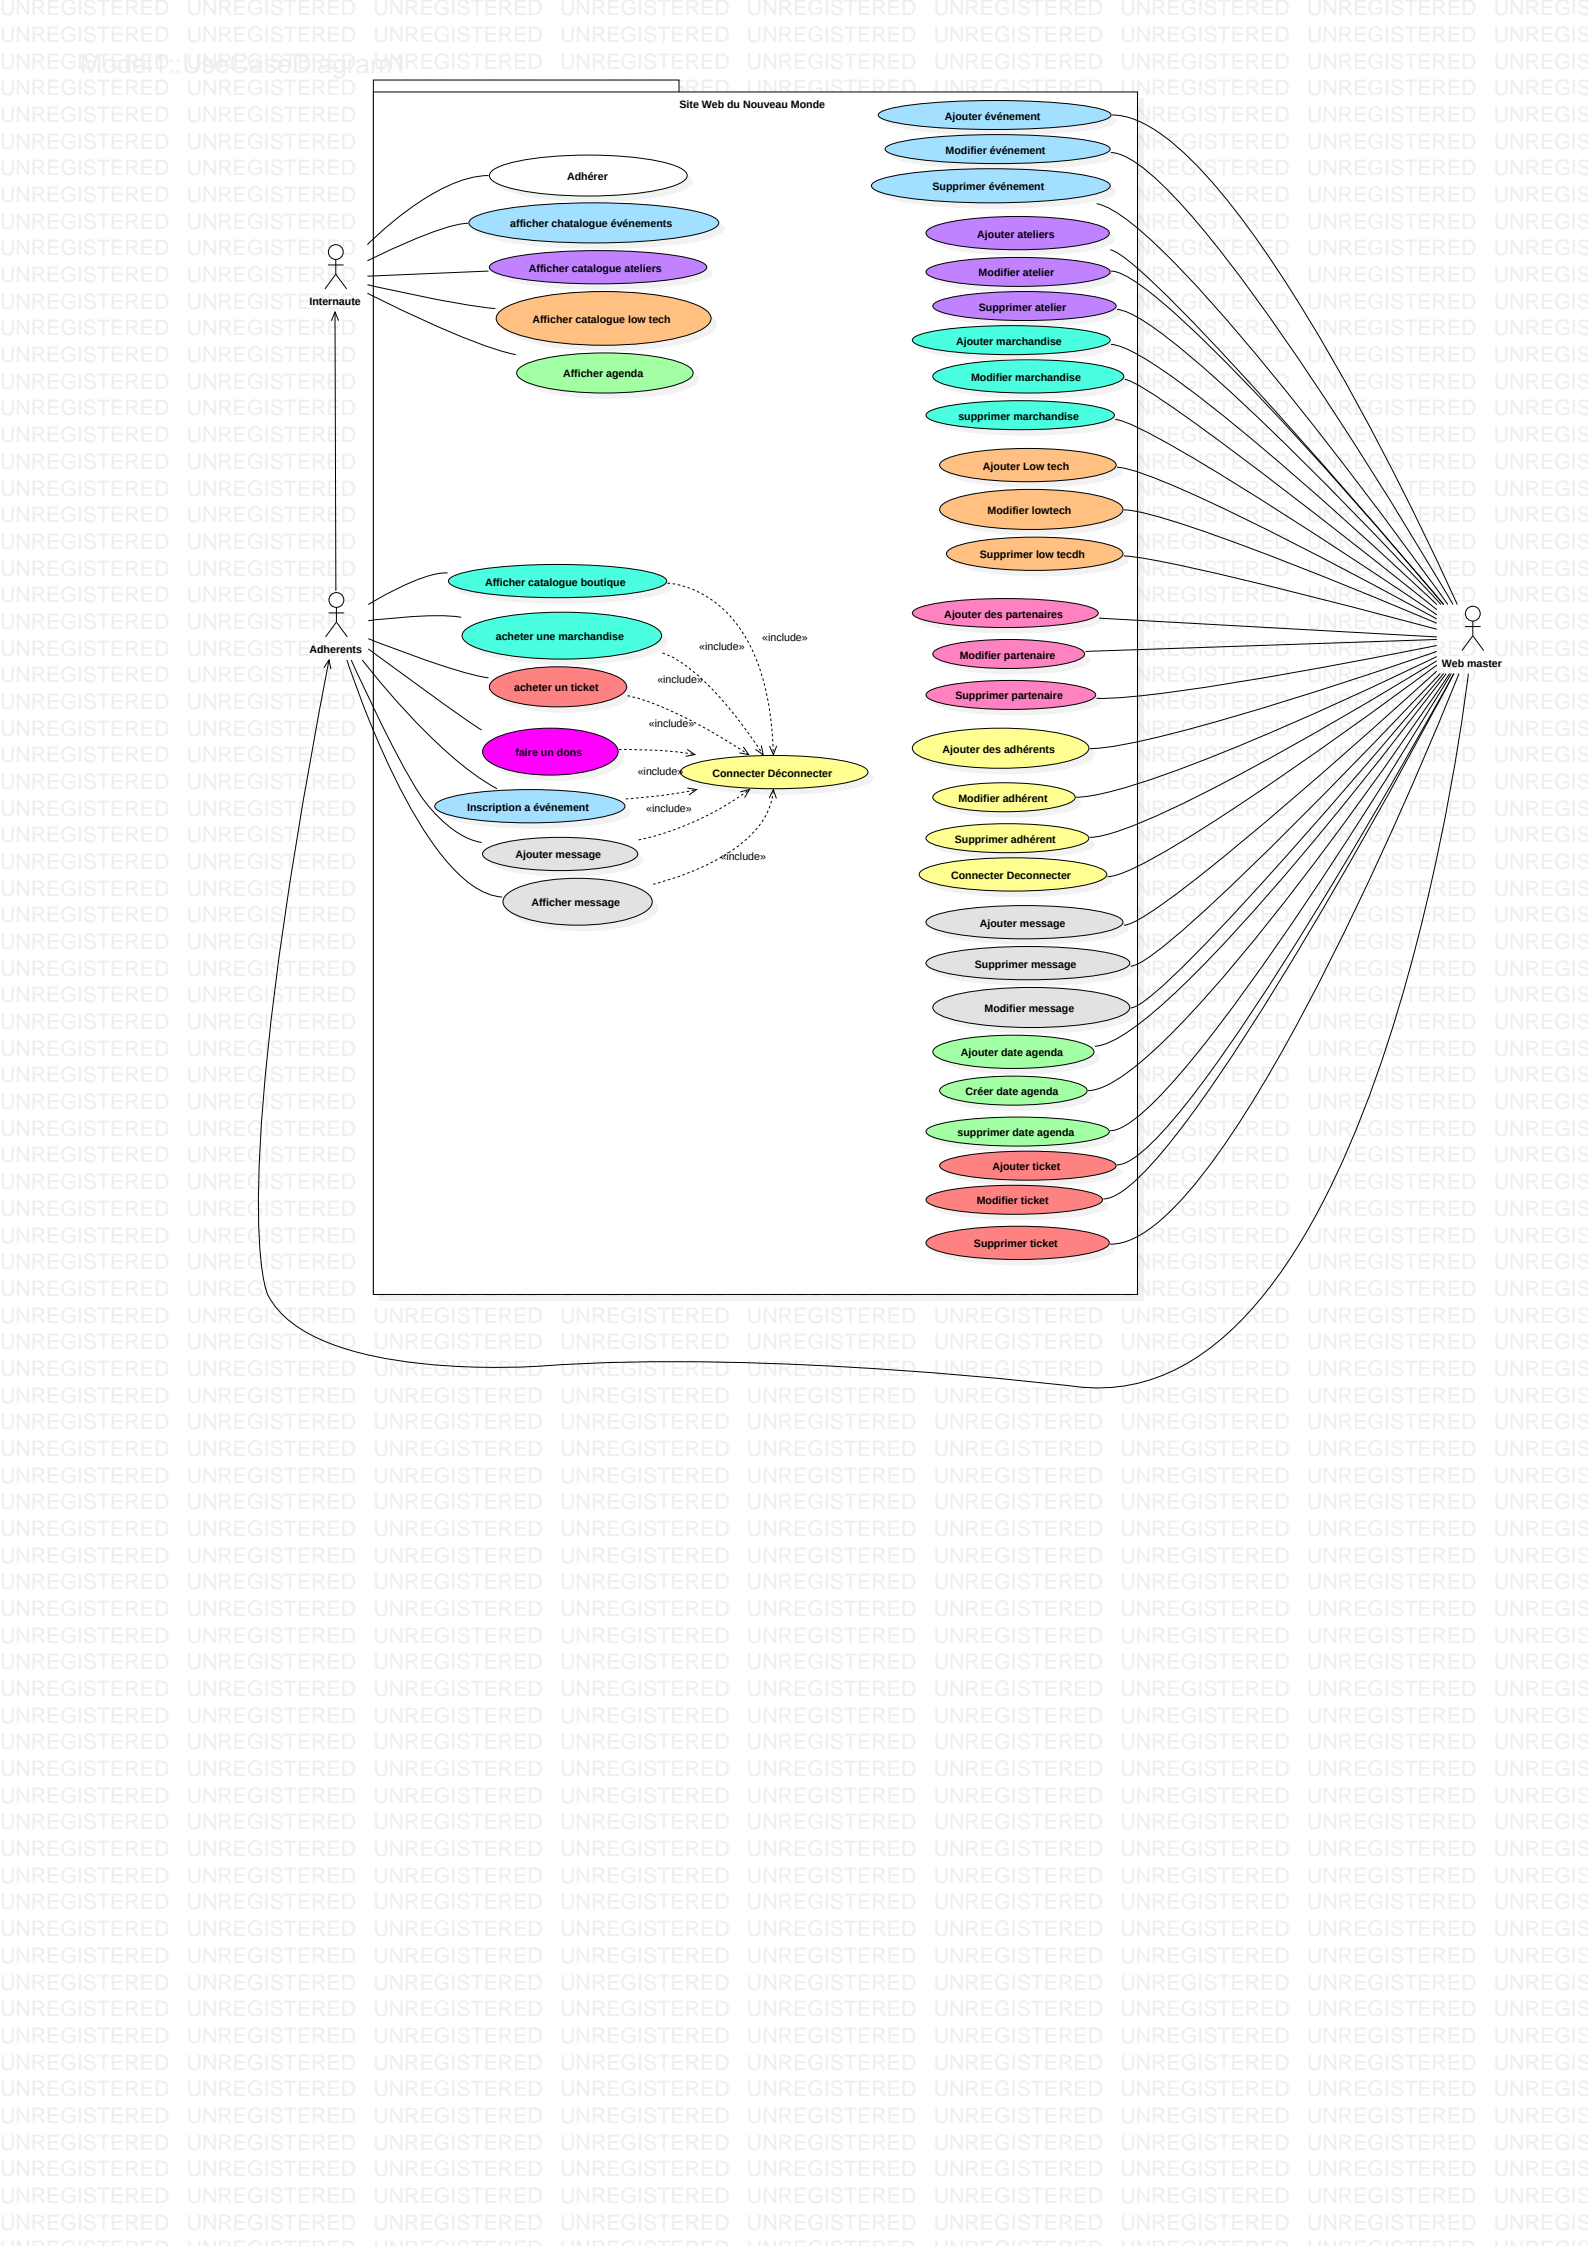 Model1::UseCaseDiagram1
Site Web du Nouveau Monde
Adhérer
afficher chatalogue événements
Afficher catalogue ateliers
Afficher catalogue low tech
Afficher agenda
Internaute
Afficher catalogue boutique
acheter une marchandise
acheter un ticket
faire un dons
Inscription a événement
Ajouter message
Afficher message
Adherents
«include»
«include»
«include»
«include»
«include»
«include»
«include»
Connecter Déconnecter
Ajouter événement
Modifier événement
Supprimer événement
Ajouter ateliers
Modifier atelier
Supprimer atelier
Ajouter marchandise
Modifier marchandise
supprimer marchandise
Ajouter Low tech
Modifier lowtech
Supprimer low tecdh
Ajouter des partenaires
Modifier partenaire
Supprimer partenaire
Ajouter des adhérents
Modifier adhérent
Supprimer adhérent
Connecter Deconnecter
Ajouter message
Supprimer message
Modifier message
Ajouter date agenda
Créer date agenda
supprimer date agenda
Ajouter ticket
Modifier ticket
Supprimer ticket
Web master
UNREGISTERED